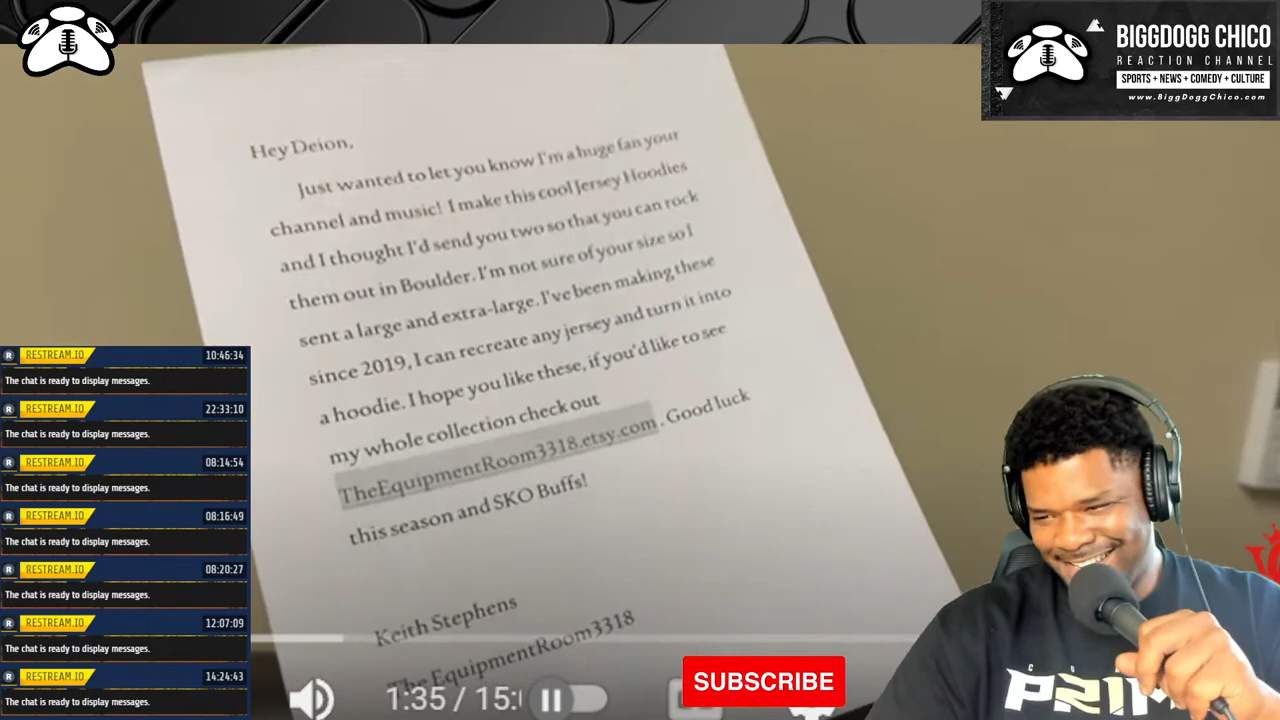 BIGGDOGG CHICO
REACTION CHANNEL
SPORTS + NEWS + COMEDY + CULTURE
www.BiggDoggChico.com
Hey Deion,
Just wanted to let you know I'm a huge fan your
channel and music! I make this cool Jersey Hoodies
and I thought I'd send you two so that you can rock
them out in Boulder. I'm not sure of your size so I
sent a large and extra-large. I've been making these
since 2019, I can recreate any jersey and turn it into
a hoodie. I hope you like these, if you'd like to see
my whole collection check out
TheEquipmentRoom3318.etsy.com. Good luck
this season and SKO Buffs!
Keith Stephens
The EquipmentRoom3318
R RESTREAM.IO 10:46:34
The chat is ready to display messages.
R RESTREAM.IO 22:33:10
The chat is ready to display messages.
R RESTREAM.IO 08:14:54
The chat is ready to display messages.
R RESTREAM.IO 08:16:49
The chat is ready to display messages.
R RESTREAM.IO 08:20:27
The chat is ready to display messages.
R RESTREAM.IO 12:07:09
The chat is ready to display messages.
R RESTREAM.IO 14:24:43
The chat is ready to display messages.
1:35 / 15:
SUBSCRIBE